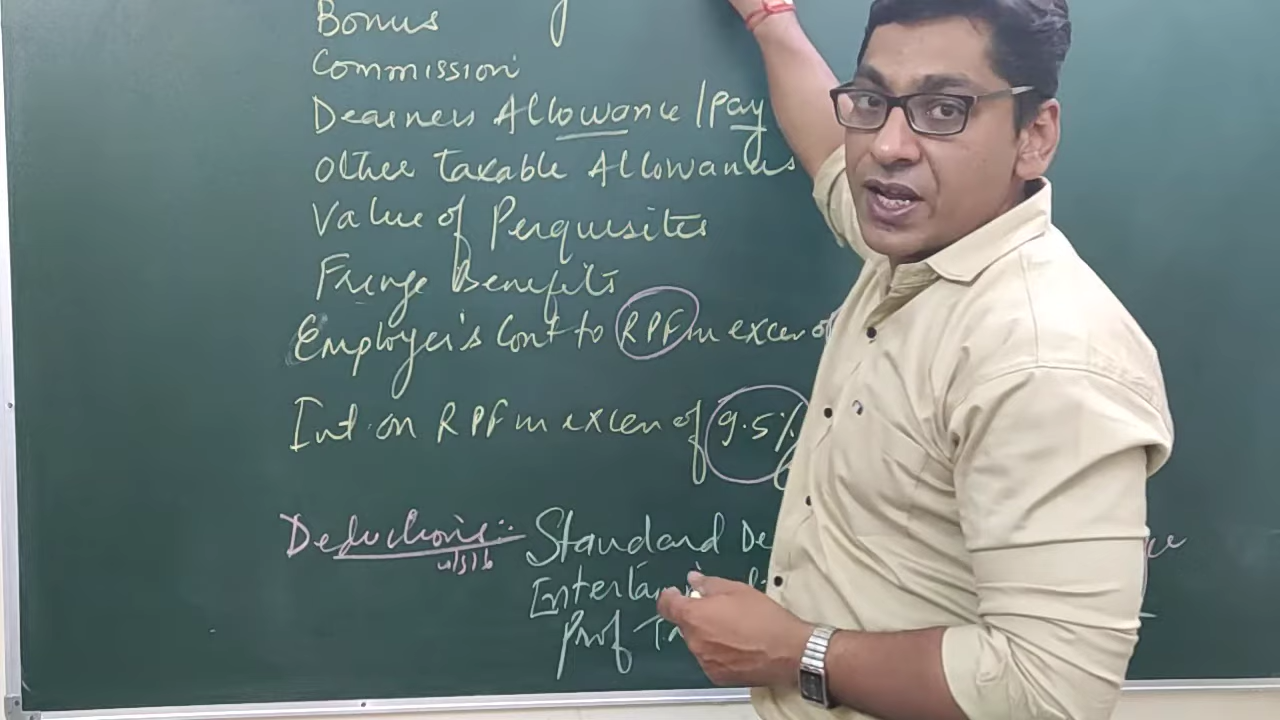 Bonus
Commission
Dearness Allowance / Pay
Other Taxable Allowances
Value of Perquisites
Fringe Benefits
Employer's Cont to RPF in excess of
Int. on RPF in excess of 9.5%
Deductions:- Standard De
u/s 16
Prof Ta